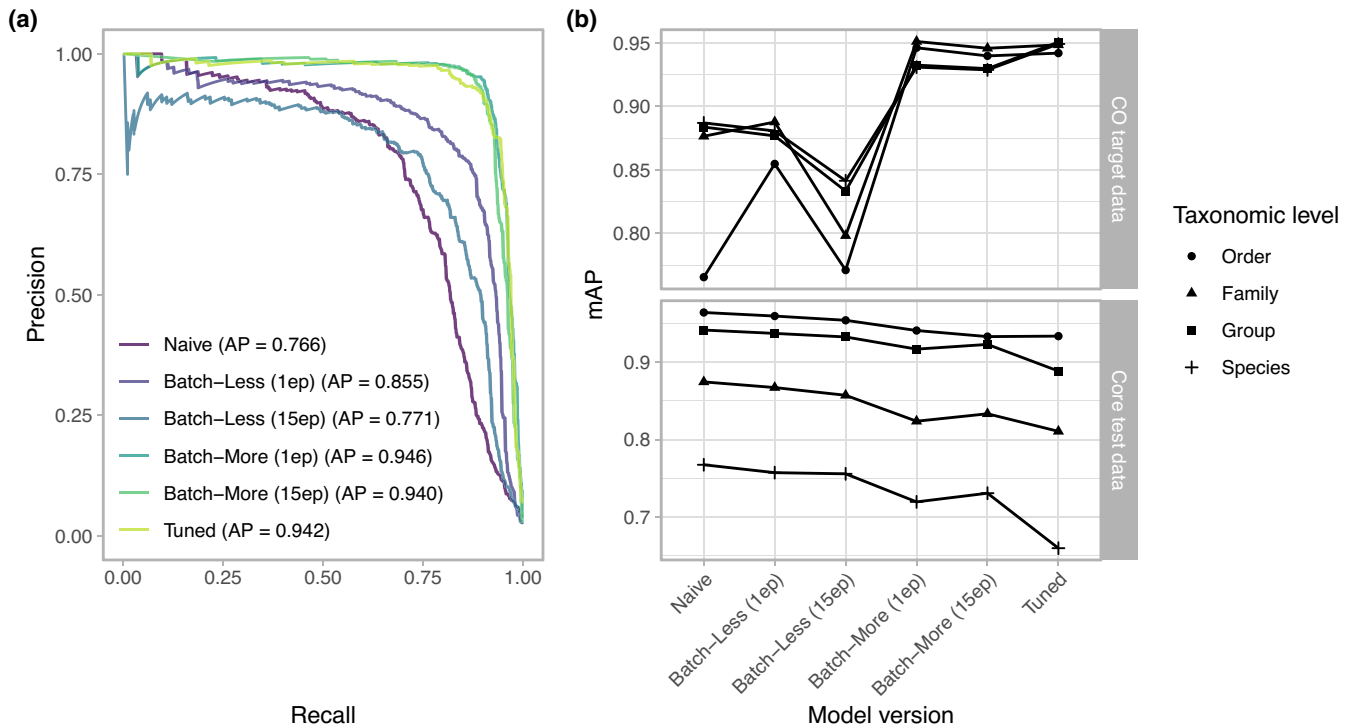 (a)
Precision
1.00
0.75
0.50
0.25
0.00
Naive (AP = 0.766)
Batch−Less (1ep) (AP = 0.855)
Batch−Less (15ep) (AP = 0.771)
Batch−More (1ep) (AP = 0.946)
Batch−More (15ep) (AP = 0.940)
Tuned (AP = 0.942)
0.00 0.25 0.50 0.75 1.00
Recall
(b)
mAP
0.95
0.90
0.85
0.80
CO target data
0.9
0.8
0.7
Core test data
Naive
Batch−Less (1ep)
Batch−Less (15ep)
Batch−More (1ep)
Batch−More (15ep)
Tuned
Model version
Taxonomic level
Order
Family
Group
Species